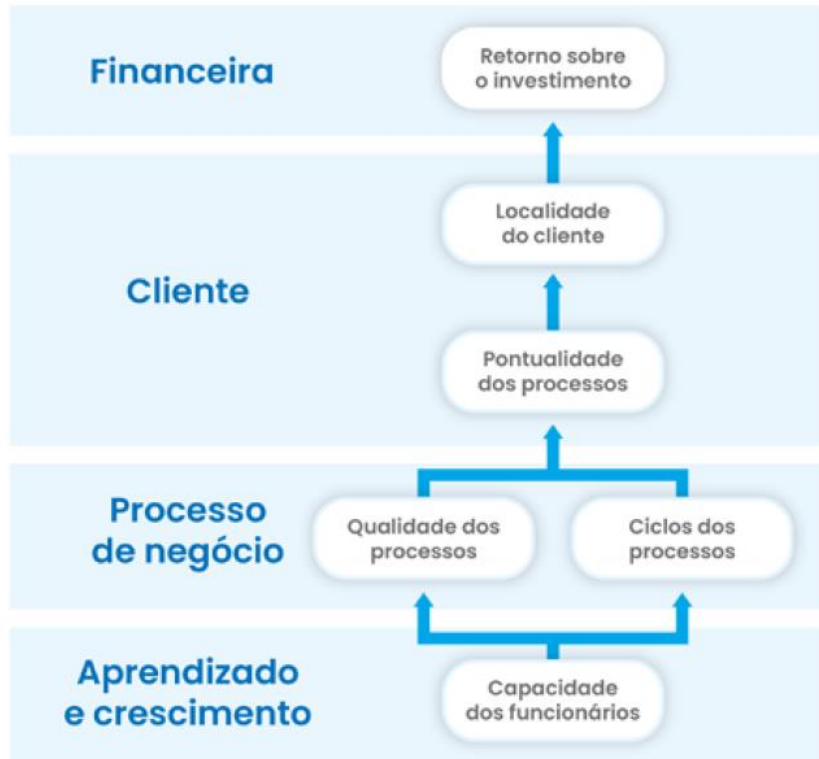 Financeira
Retorno sobre
o investimento
Cliente
Localidade
do cliente
Pontualidade
dos processos
Processo
de negócio
Qualidade dos
processos
Ciclos dos
processos
Aprendizado
e crescimento
Capacidade
dos funcionários